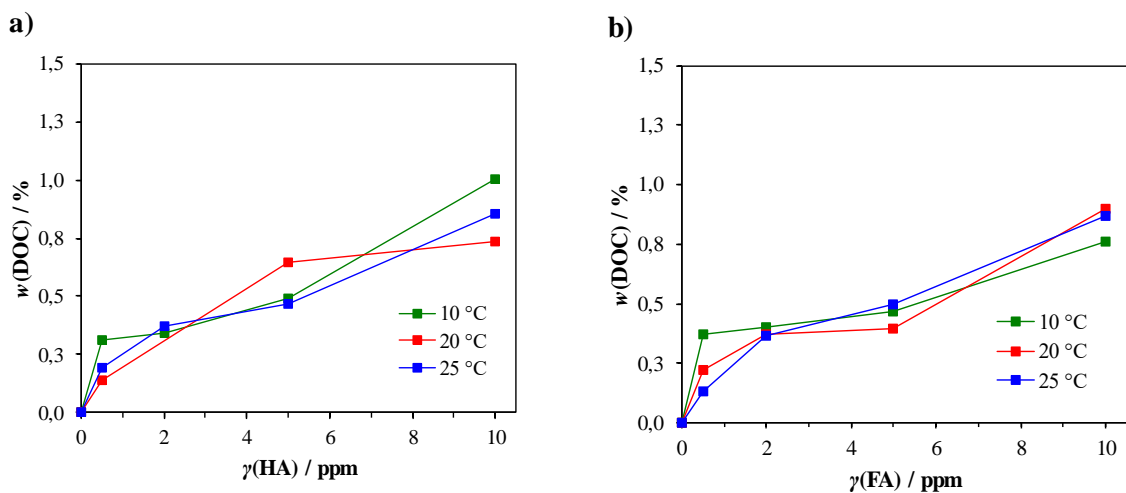 a)
w(DOC) / %
1,5
1,3
1,0
0,8
0,5
0,3
0,0
0 2 4 6 8 10
γ(HA) / ppm
10 °C
20 °C
25 °C
b)
w(DOC) / %
1,5
1,3
1,0
0,8
0,5
0,3
0,0
0 2 4 6 8 10
γ(FA) / ppm
10 °C
20 °C
25 °C